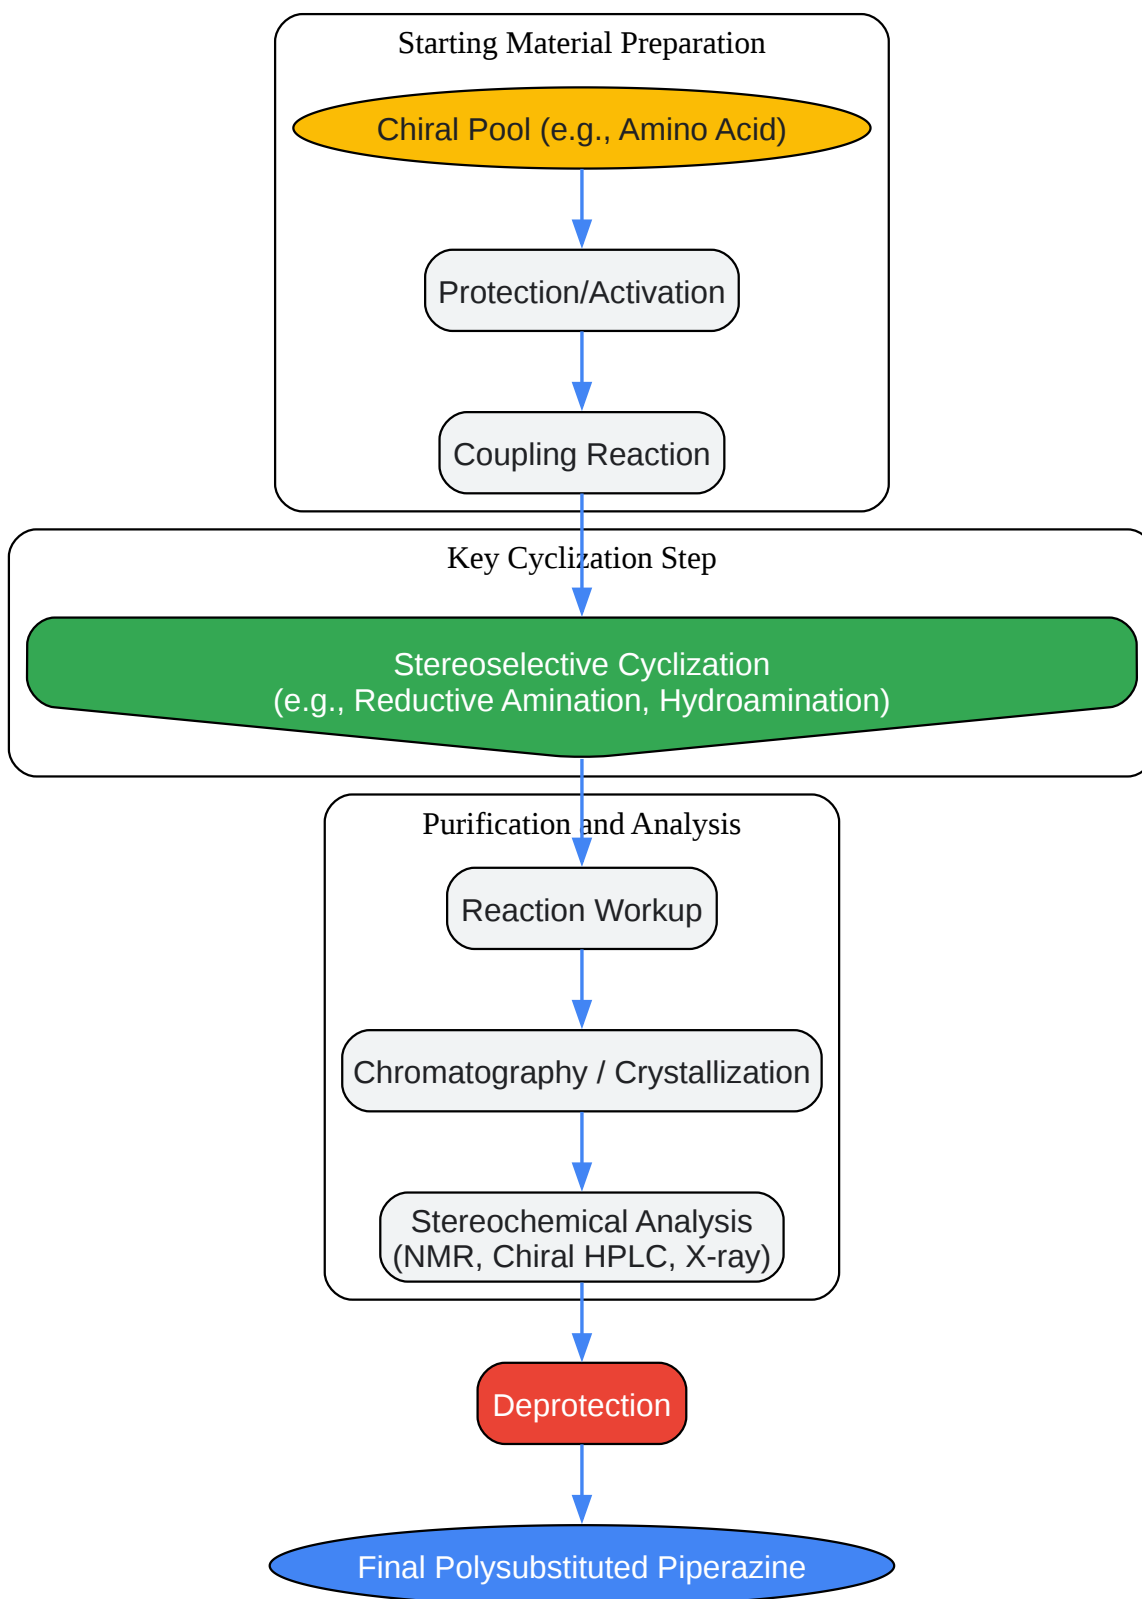 Starting Material Preparation
Chiral Pool (e.g., Amino Acid)
Protection/Activation
Coupling Reaction
Key Cyclization Step
Stereoselective Cyclization
(e.g., Reductive Amination, Hydroamination)
Purification and Analysis
Reaction Workup
Chromatography / Crystallization
Stereochemical Analysis
(NMR, Chiral HPLC, X-ray)
Deprotection
Final Polysubstituted Piperazine